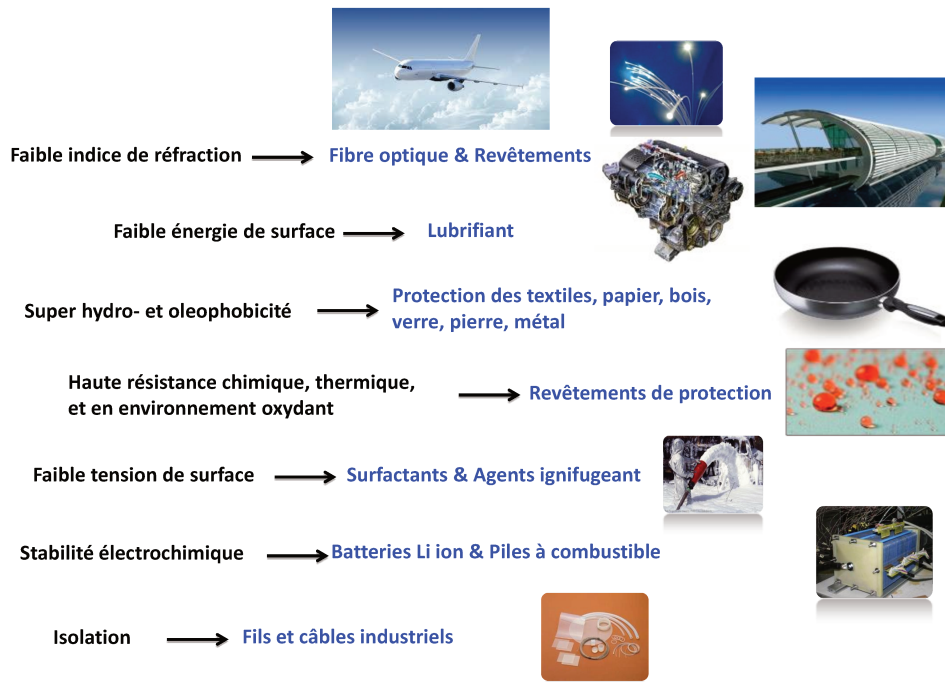 Faible indice de réfraction
Fibre optique & Revêtements
Faible énergie de surface
Lubrifiant
Super hydro- et oleophobicité
Protection des textiles, papier, bois,
verre, pierre, métal
Haute résistance chimique, thermique,
et en environnement oxydant
Revêtements de protection
Faible tension de surface
Surfactants & Agents ignifugeant
Stabilité électrochimique
Batteries Li ion & Piles à combustible
Isolation
Fils et câbles industriels